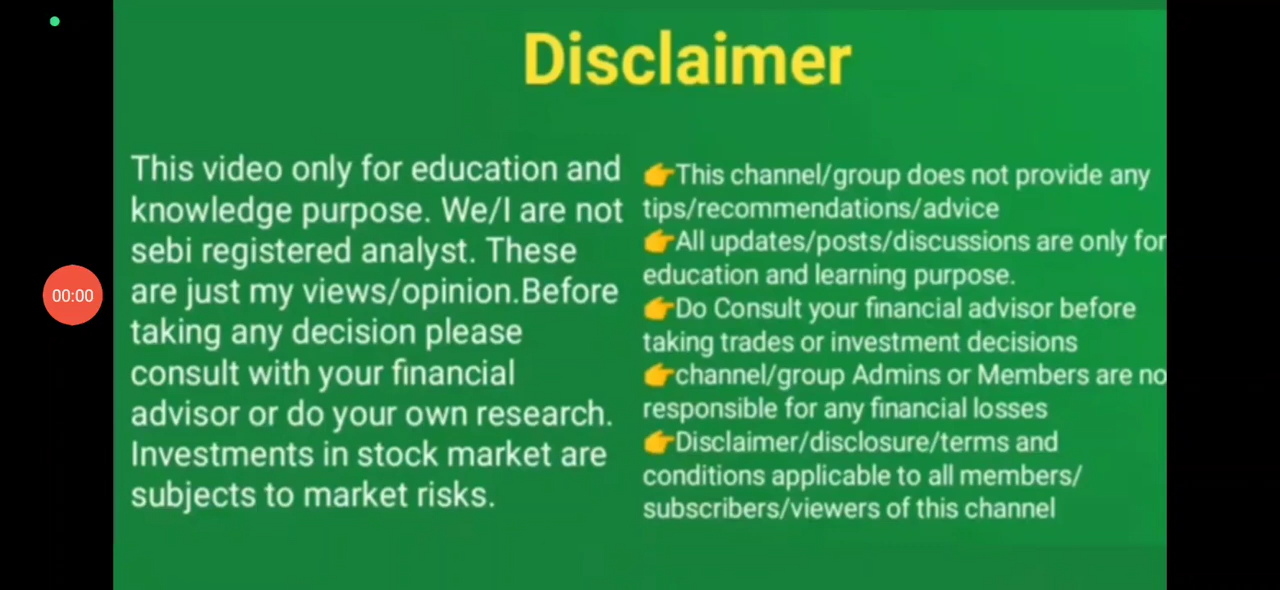 Disclaimer
This video only for education and
knowledge purpose. We/I are not
sebi registered analyst. These
are just my views/opinion.Before
taking any decision please
consult with your financial
advisor or do your own research.
Investments in stock market are
subjects to market risks.
👉This channel/group does not provide any
tips/recommendations/advice
👉All updates/posts/discussions are only for
education and learning purpose.
👉Do Consult your financial advisor before
taking trades or investment decisions
👉channel/group Admins or Members are no
responsible for any financial losses
👉Disclaimer/disclosure/terms and
conditions applicable to all members/
subscribers/viewers of this channel
00:00